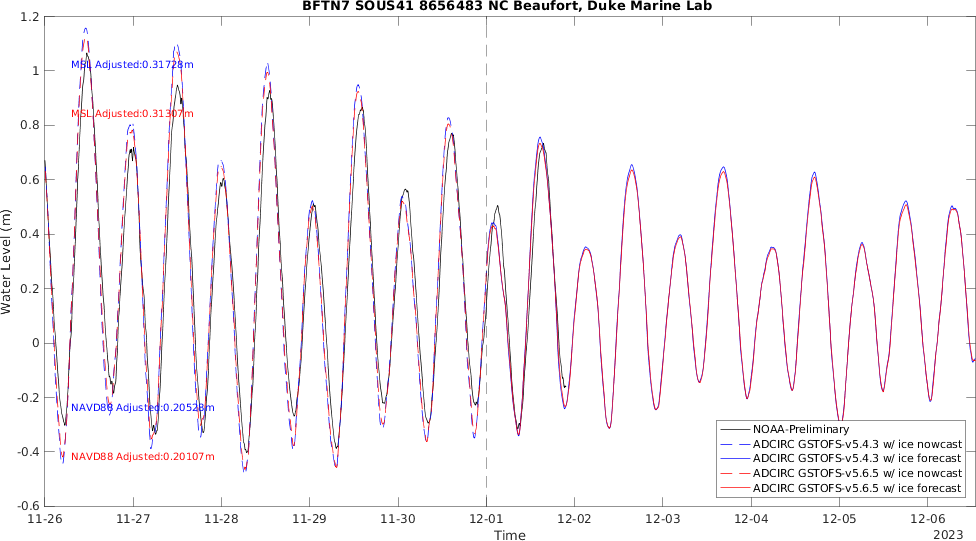 BFTN7 SOUS41 8656483 NC Beaufort, Duke Marine Lab
Water Level (m)
1.2
1
0.8
0.6
0.4
0.2
0
-0.2
-0.4
-0.6
MSL Adjusted:0.31728m
MSL Adjusted:0.31307m
NAVD88 Adjusted:0.20528m
NAVD88 Adjusted:0.20107m
NOAA-Preliminary
ADCIRC GSTOFS-v5.4.3 w/ ice nowcast
ADCIRC GSTOFS-v5.4.3 w/ ice forecast
ADCIRC GSTOFS-v5.6.5 w/ ice nowcast
ADCIRC GSTOFS-v5.6.5 w/ ice forecast
11-26 11-27 11-28 11-29 11-30 12-01 12-02 12-03 12-04 12-05 12-06
Time
2023